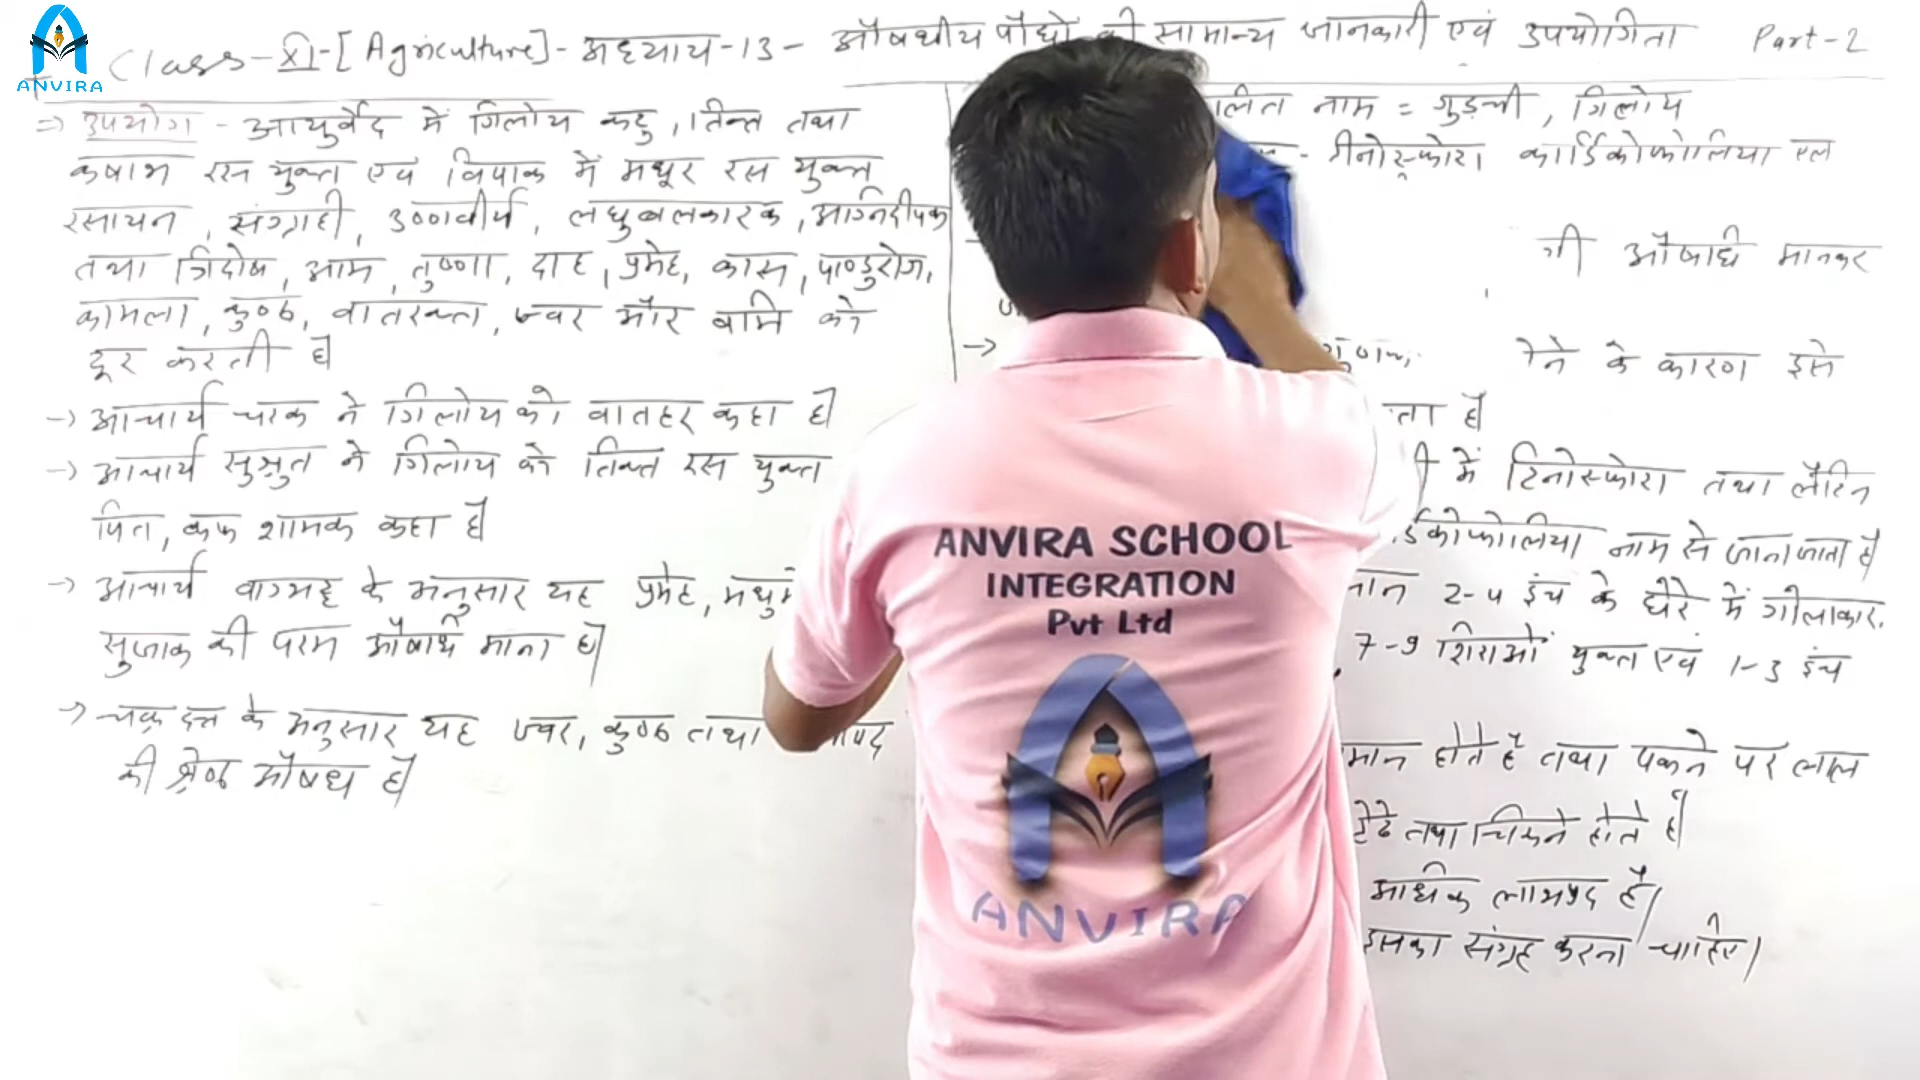 ANVIRA
Class-XI-[Agriculture]-अध्याय-13- औषधीय पौधों की सामान्य जानकारी एवं उपयोगिता Part-2
=> उपयोग - आयुर्वेद में गिलोय कटु, तिक्त तथा
कषाय रस युक्त एवं विपाक में मधुर रस युक्त
रसायन, संग्राही, उष्णवीर्य, लघुबलकारक, अग्निदीपक
तथा त्रिदोष, आम, तृष्णा, दाह, प्रमेह, कास, पाण्डुरोग,
कामला, कुष्ठ, वातरक्त, ज्वर और वामि को
दूर करती है|
-> आचार्य चरक ने गिलोय को वातहर कहा है|
-> आचार्य सुश्रुत ने गिलोय को तिक्त रस युक्त
पित, कफ शामक कहा है|
-> आचार्य वाग्भट्ट के अनुसार यह प्रमेह,
सुजाक की परम औषधि माना है|
-> चक्रदत्त के अनुसार यह ज्वर, कुष्ठ तथा
की श्रेष्ठ औषध है|
लित नाम = गुड़ची, गिलोय
- टीनोस्फोरा कार्डिकोफोलिया एल
गी औषधि मानकर
->
ने के कारण इसे
ता है|
में टिनोस्फोरा तथा लैटिन
र्डिकोफोलिया नाम से जाना जाता है|
2-4 इंच के घेरे में गोलाकार,
7-9 शिराओं युक्त एवं 1-3 इंच
मान होते है तथा पकने पर लाल
तथा चिकने होते है|
अधिक लाभप्रद है|
इसका संग्रह करना चाहिए|
ANVIRA SCHOOL
INTEGRATION
Pvt Ltd
ANVIRA